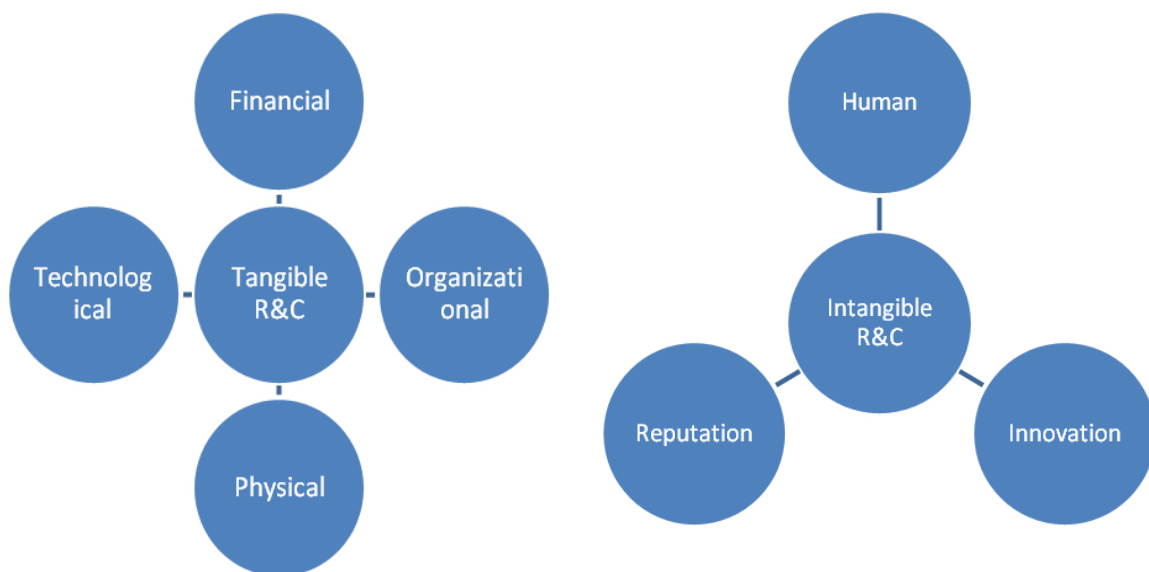 Financial
Technolog
ical
Tangible
R&C
Organizati
onal
Physical
Human
Intangible
R&C
Reputation
Innovation